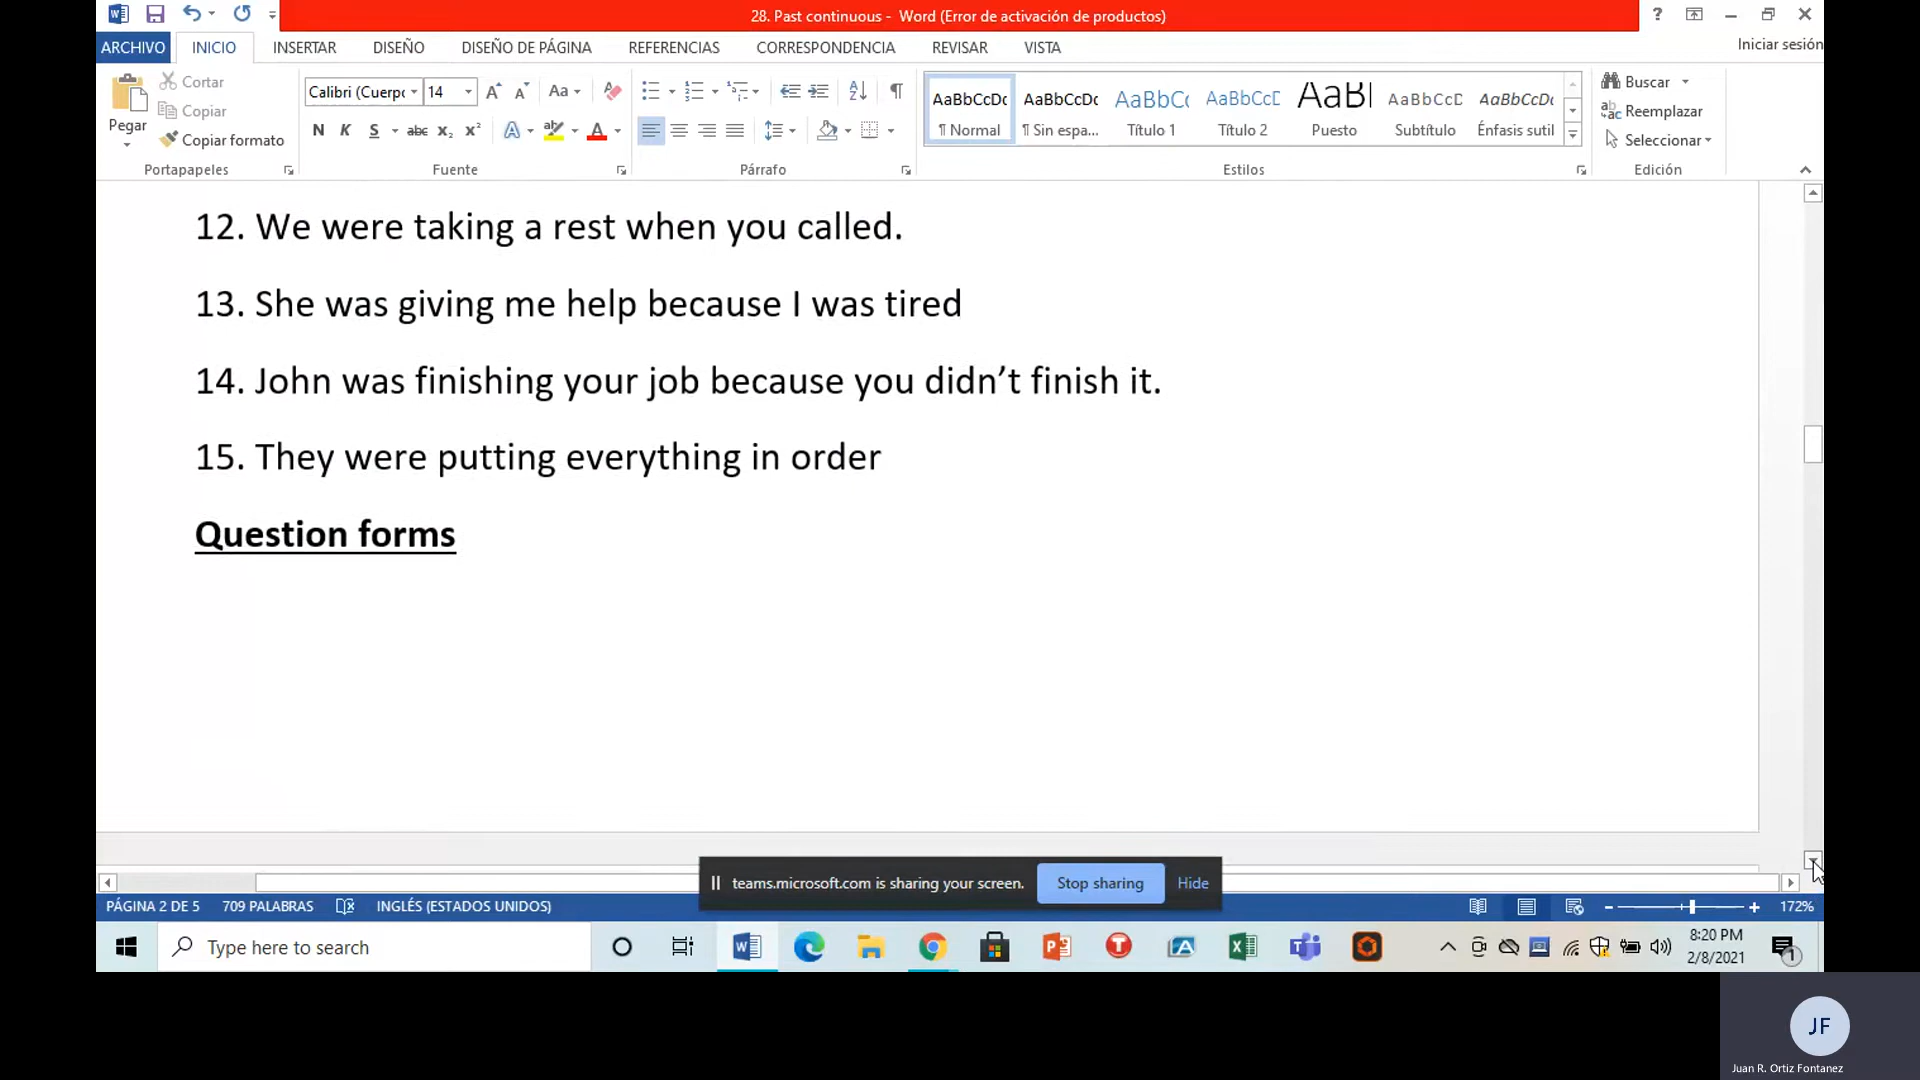 28. Past continuous - Word (Error de activación de productos)
ARCHIVO INICIO INSERTAR DISEÑO DISEÑO DE PÁGINA REFERENCIAS CORRESPONDENCIA REVISAR VISTA Iniciar sesión
Pegar
Cortar
Copiar
Copiar formato
Portapapeles
Calibri (Cuerpo 14
N K S abc x₂ x²
Fuente
Párrafo
AaBbCcDc AaBbCcDc AaBbCc AaBbCcD AaBl AaBbCcD AaBbCcDc
¶ Normal ¶ Sin espa... Título 1 Título 2 Puesto Subtítulo Énfasis sutil
Estilos
Buscar
Reemplazar
Seleccionar
Edición
12. We were taking a rest when you called.
13. She was giving me help because I was tired
14. John was finishing your job because you didn’t finish it.
15. They were putting everything in order
Question forms
teams.microsoft.com is sharing your screen. Stop sharing Hide
PÁGINA 2 DE 5 709 PALABRAS INGLÉS (ESTADOS UNIDOS) 172%
Type here to search
8:20 PM
2/8/2021
1
JF
Juan R. Ortiz Fontanez